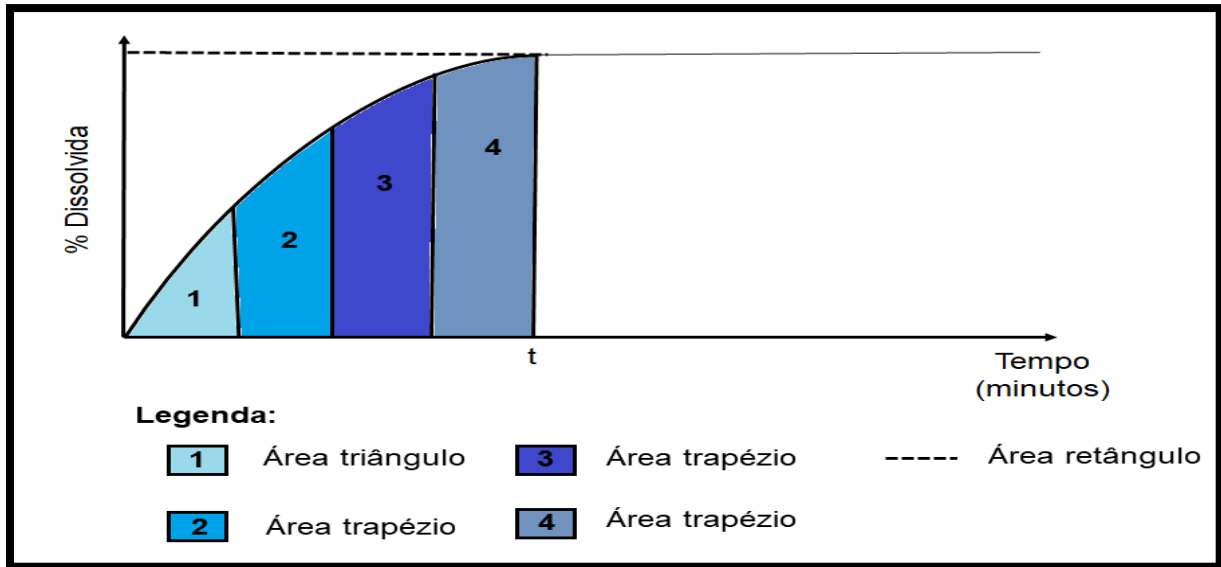 % Dissolvida
1
2
3
4
t
Tempo
(minutos)
Legenda:
1 Área triângulo
3 Área trapézio
Área retângulo
2 Área trapézio
4 Área trapézio